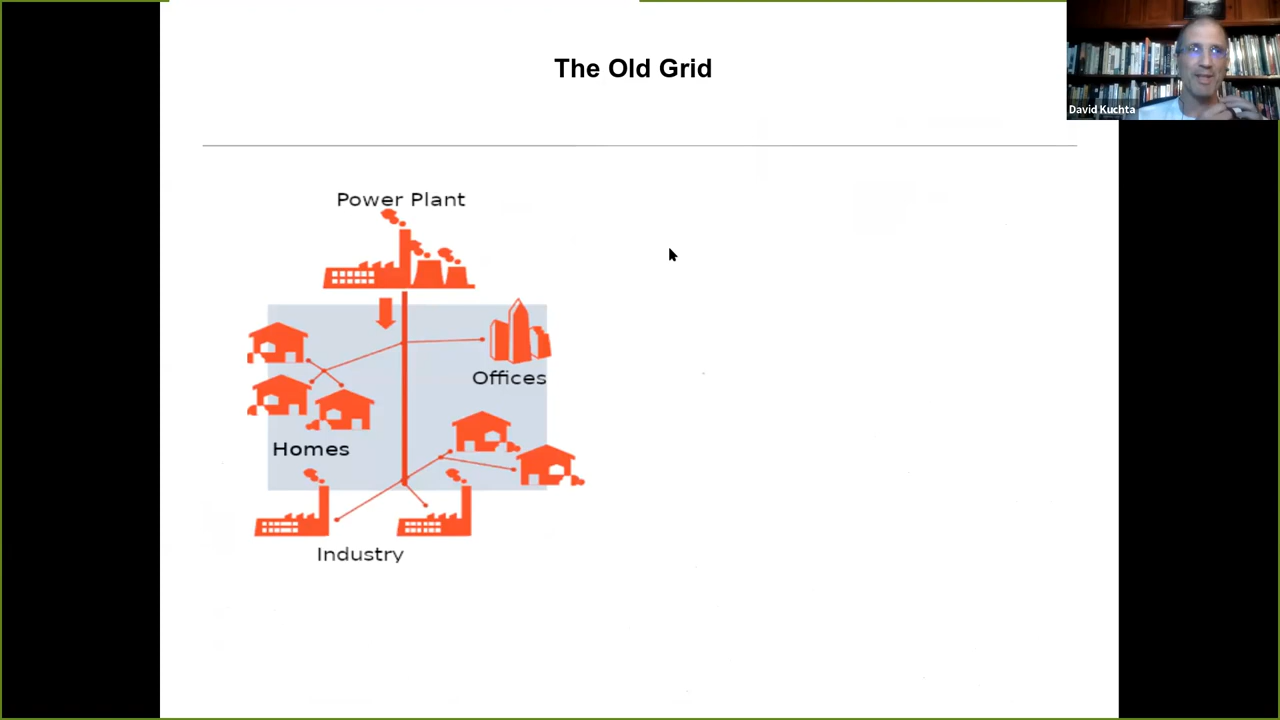 The Old Grid
David Kuchta
Power Plant
Offices
Homes
Industry